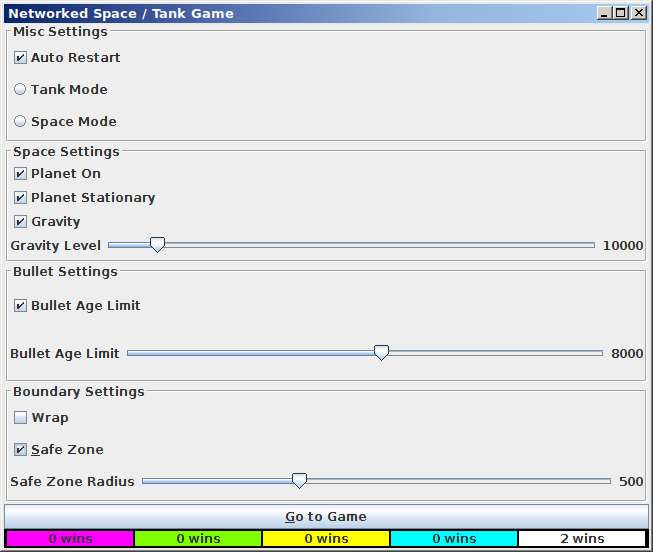 Networked Space / Tank Game
Misc Settings
Auto Restart
Tank Mode
Space Mode
Space Settings
Planet On
Planet Stationary
Gravity
Gravity Level 10000
Bullet Settings
Bullet Age Limit
Bullet Age Limit 8000
Boundary Settings
Wrap
Safe Zone
Safe Zone Radius 500
Go to Game
0 wins 0 wins 0 wins 0 wins 2 wins